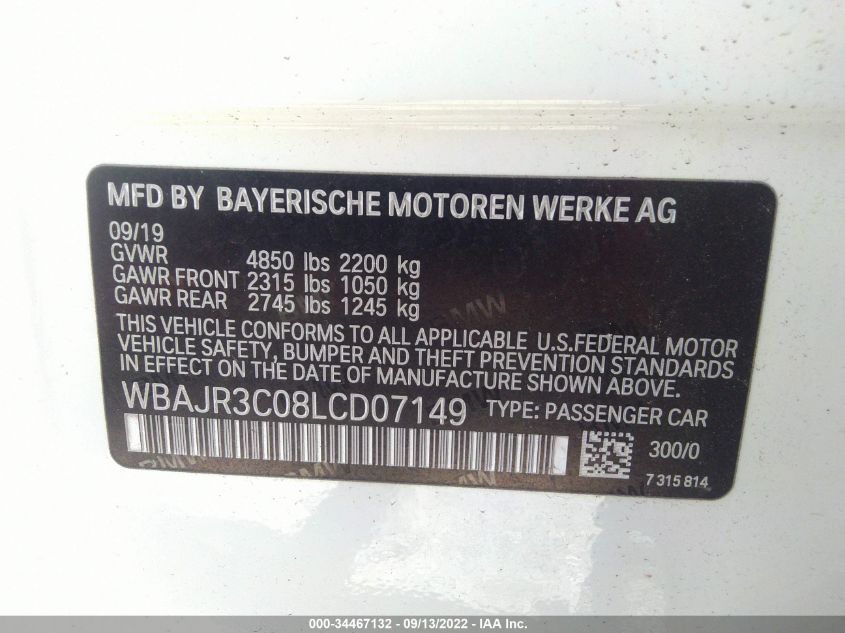 MFD BY BAYERISCHE MOTOREN WERKE AG
09/19
GVWR 4850 lbs 2200 kg
GAWR FRONT 2315 lbs 1050 kg
GAWR REAR 2745 lbs 1245 kg
THIS VEHICLE CONFORMS TO ALL APPLICABLE U.S.FEDERAL MOTOR
VEHICLE SAFETY, BUMPER AND THEFT PREVENTION STANDARDS
IN EFFECT ON THE DATE OF MANUFACTURE SHOWN ABOVE.
WBAJR3C08LCD07149 TYPE: PASSENGER CAR
300/0
7 315 814
000-34467132 - 09/13/2022 - IAA Inc.